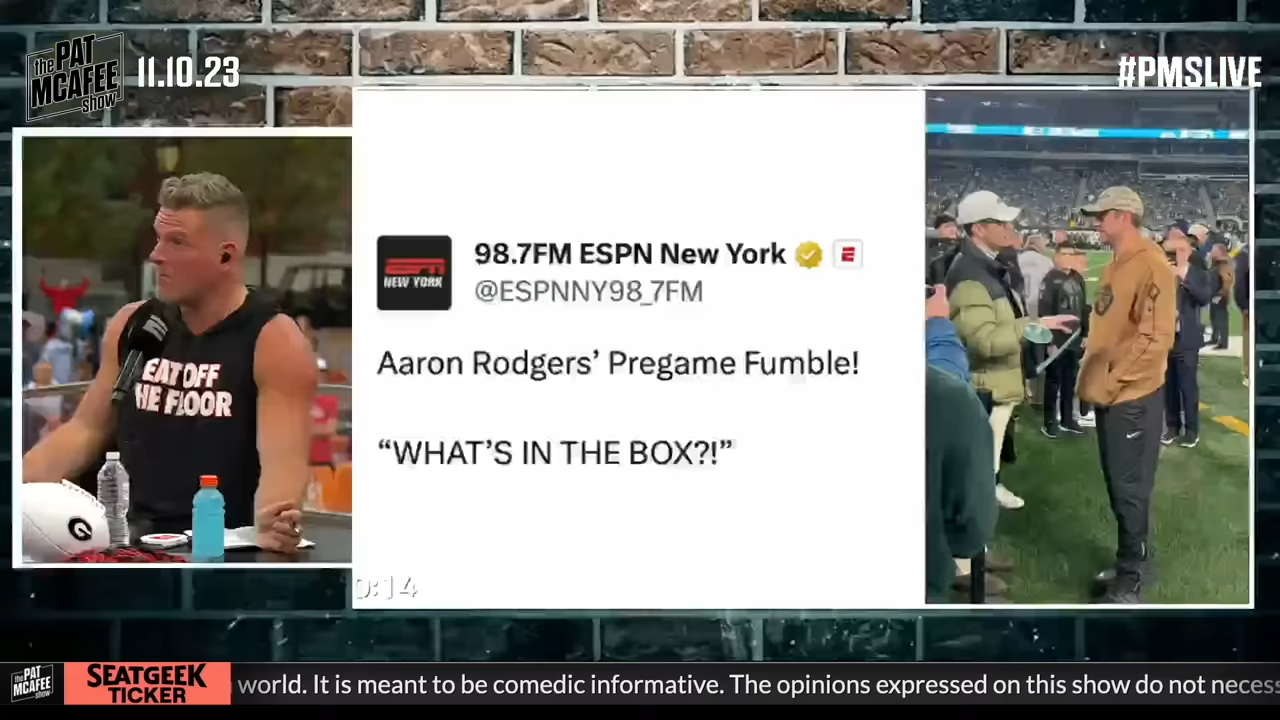 the PAT MCAFEE show
11.10.23
#PMSLIVE
ESPN
NEW YORK
98.7FM ESPN New York
@ESPNNY98_7FM
Aaron Rodgers’ Pregame Fumble!
“WHAT’S IN THE BOX?!”
EAT OFF
HE FLOOR
G
0:14
the PAT MCAFEE show
SEATGEEK
TICKER
world. It is meant to be comedic informative. The opinions expressed on this show do not necess